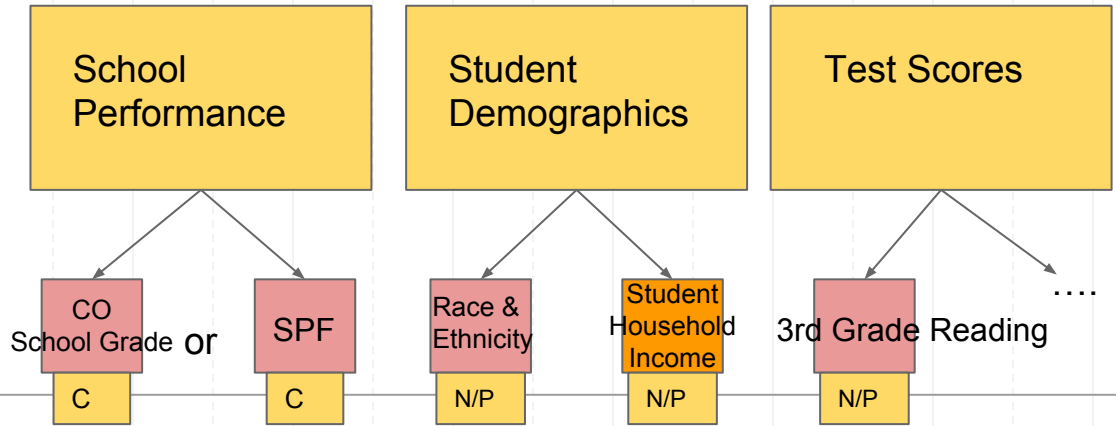 School
Performance
Student
Demographics
Test Scores
CO
School Grade
or
SPF
Race &
Ethnicity
Student
Household
Income
3rd Grade Reading
....
C
C
N/P
N/P
N/P